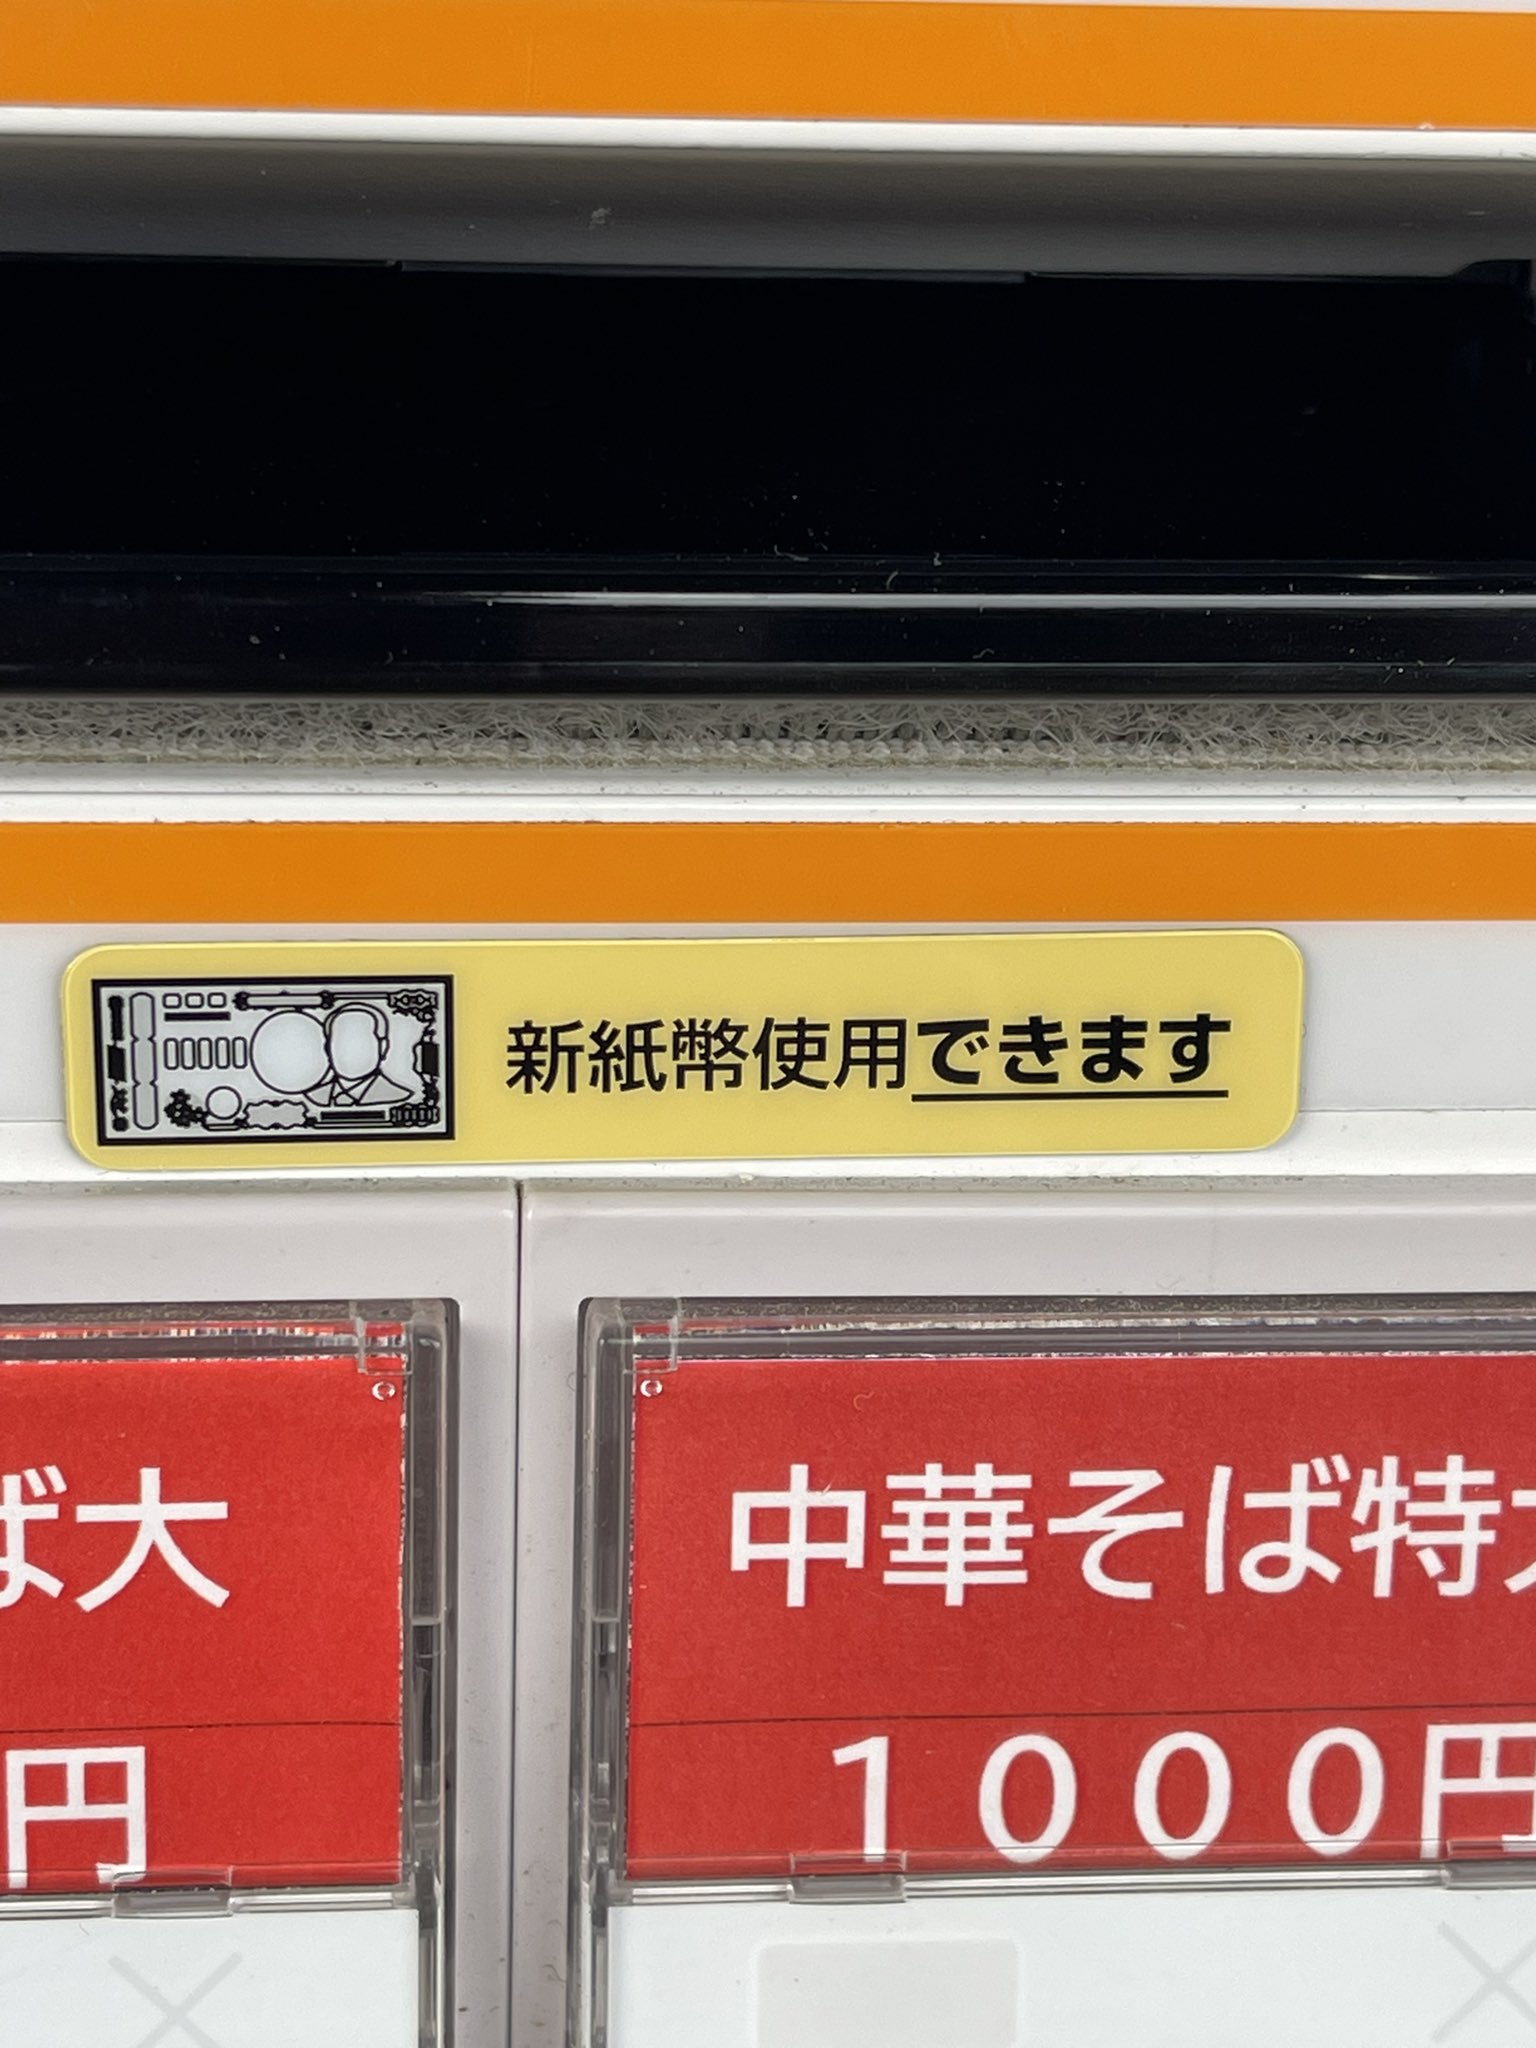 新紙幣使用できます
ば大
円
中華そば特大
1000円